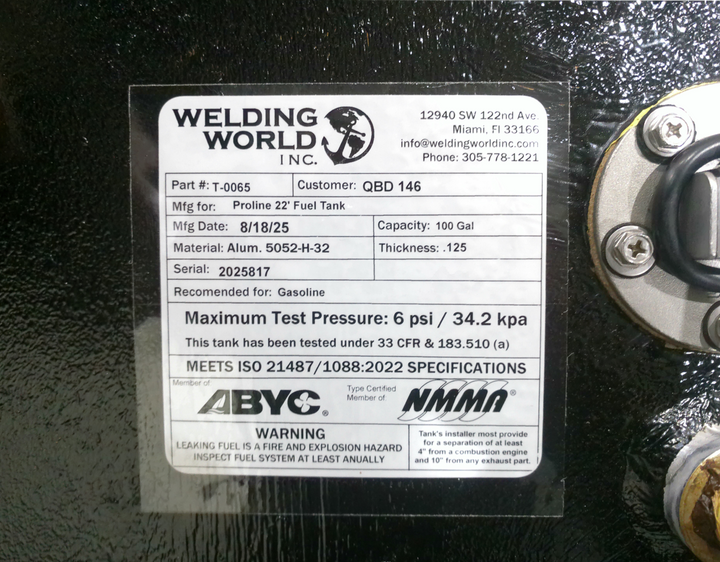 WELDING
WORLD
INC.
12940 SW 122nd Ave.
Miami, Fl 33166
info@weldingworldinc.com
Phone: 305-778-1221
Part #: T-0065
Customer: QBD 146
Mfg for: Proline 22' Fuel Tank
Mfg Date: 8/18/25
Capacity: 100 Gal
Material: Alum. 5052-H-32
Thickness: .125
Serial: 2025817
Recomended for: Gasoline
Maximum Test Pressure: 6 psi / 34.2 kpa
This tank has been tested under 33 CFR & 183.510 (a)
MEETS ISO 21487/1088:2022 SPECIFICATIONS
Member of
ABYC®
Type Certified
Member of
NMMA®
WARNING
LEAKING FUEL IS A FIRE AND EXPLOSION HAZARD
INSPECT FUEL SYSTEM AT LEAST ANUALLY
Tank's installer most provide
for a separation of at least
4" from a combustion engine
and 10" from any exhaust part.